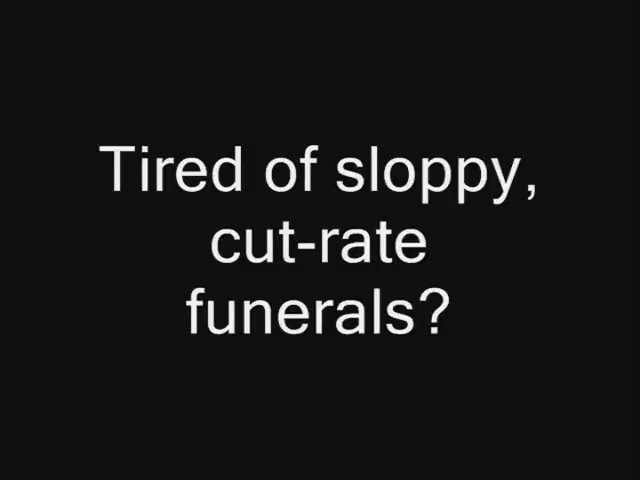 Tired of sloppy,
cut-rate
funerals?